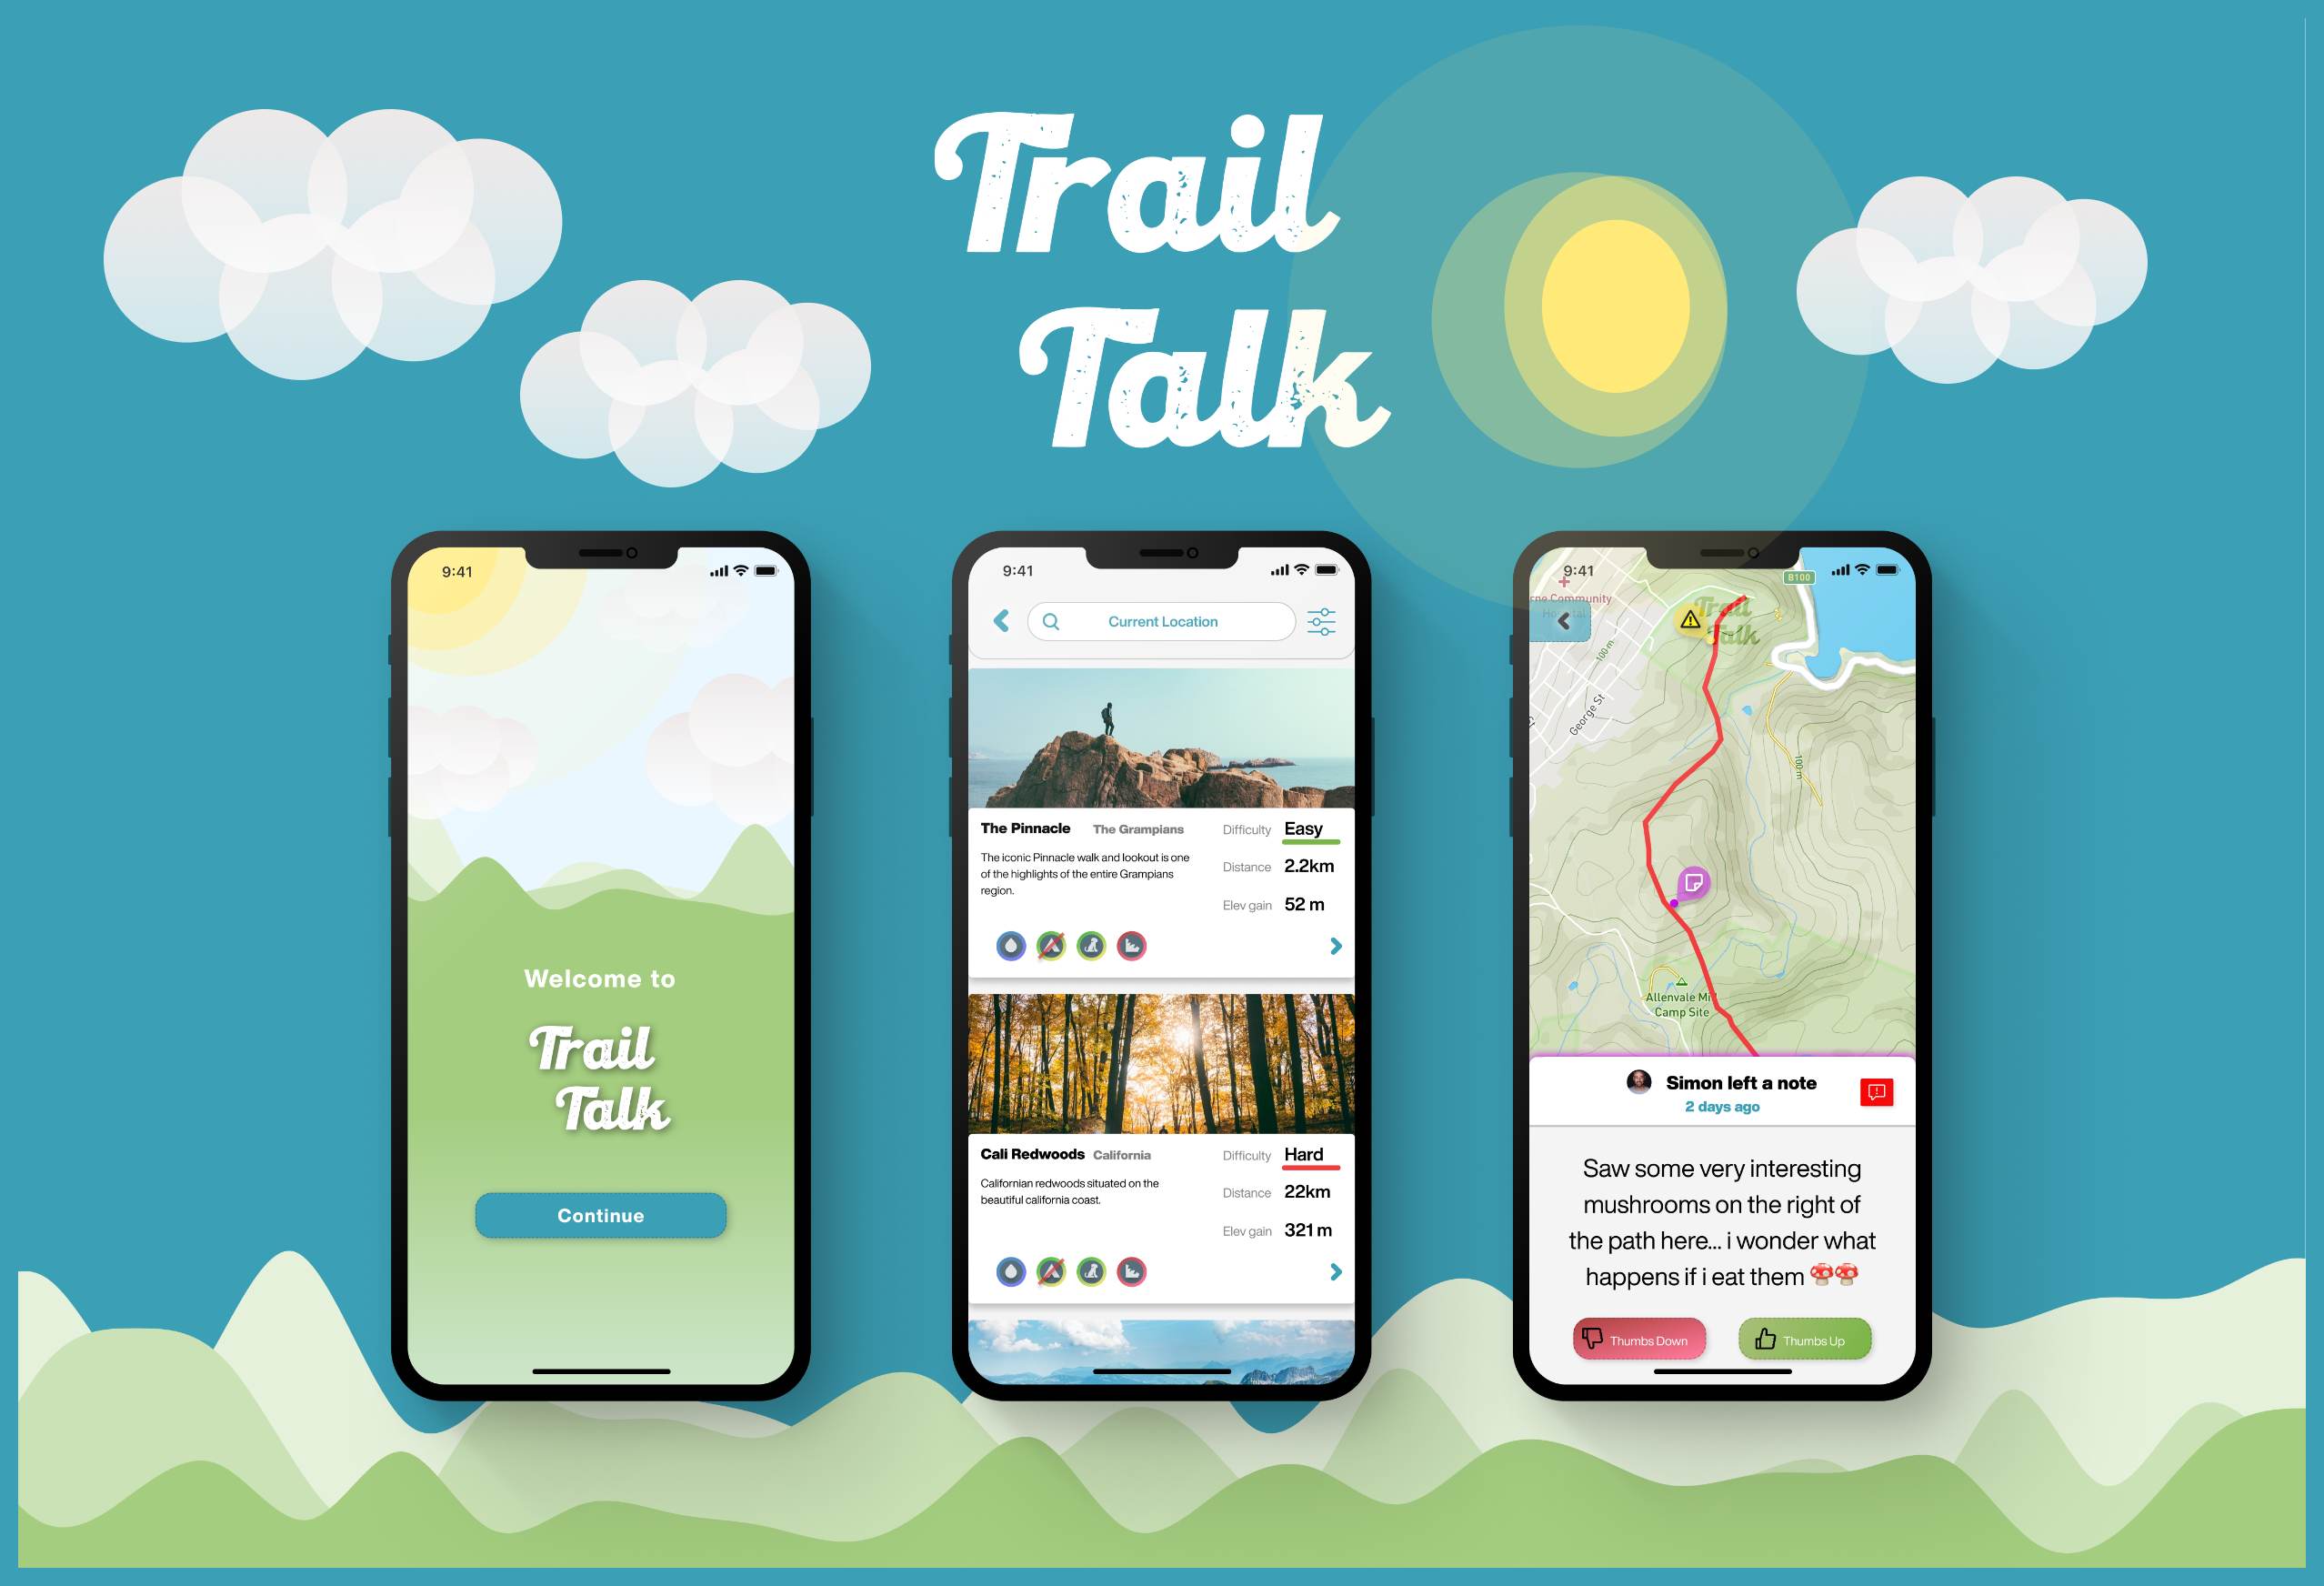 Trail
Talk
9:41
Welcome to
Trail
Talk
Continue
9:41
Current Location
The Pinnacle The Grampians
The iconic Pinnacle walk and lookout is one
of the highlights of the entire Grampians
region.
Difficulty Easy
Distance 2.2km
Elev gain 52 m
Cali Redwoods California
Californian redwoods situated on the
beautiful california coast.
Difficulty Hard
Distance 22km
Elev gain 321 m
9:41
B100
rne Community
Trail
Talk
100 m
George St
100 m
Allenvale Mill
Camp Site
Simon left a note
2 days ago
Saw some very interesting
mushrooms on the right of
the path here... i wonder what
happens if i eat them 🍄🍄
Thumbs Down
Thumbs Up